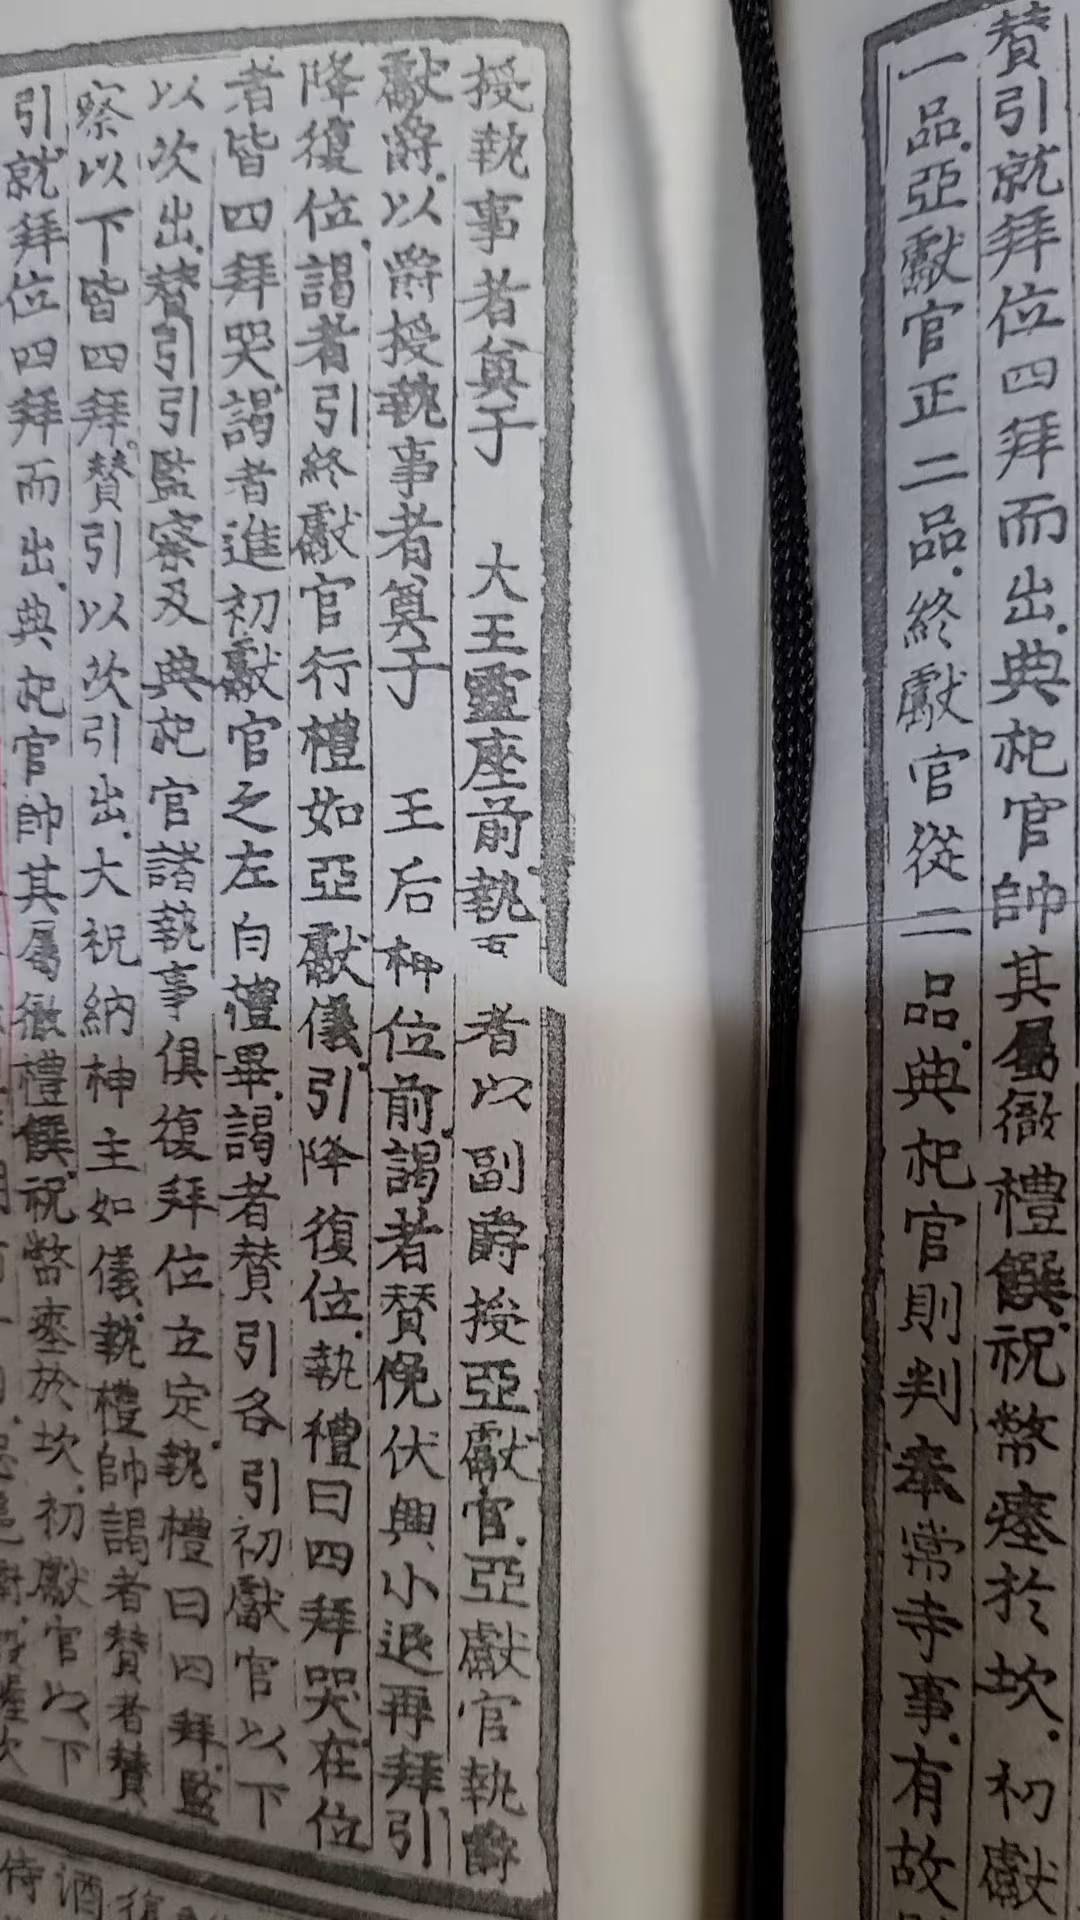 贊引就拜位四拜而出典祀官帥其屬徹禮饌祝幣瘞於坎初獻
一品亞獻官正二品終獻官從二品典祀官則判奉常寺事有故
授執事者奠于 大王靈座前執
者以副爵授亞獻官亞獻官執爵
獻爵以爵授執事者奠于 王后神位前謁者贊俛伏興小退再拜引
降復位謁者引終獻官行禮如亞獻儀引降復位執禮曰四拜哭在位
者皆四拜哭謁者進初獻官之左白禮畢謁者贊引各引初獻官以下
以次出贊引引監察及典祀官諸執事俱復拜位立定執禮曰四拜監
察以下皆四拜贊引以次引出大祝納神主如儀執禮帥謁者贊者贊
引就拜位四拜而出典祀官帥其屬徹禮饌祝幣瘞於坎初獻官以下
侍
酒
復